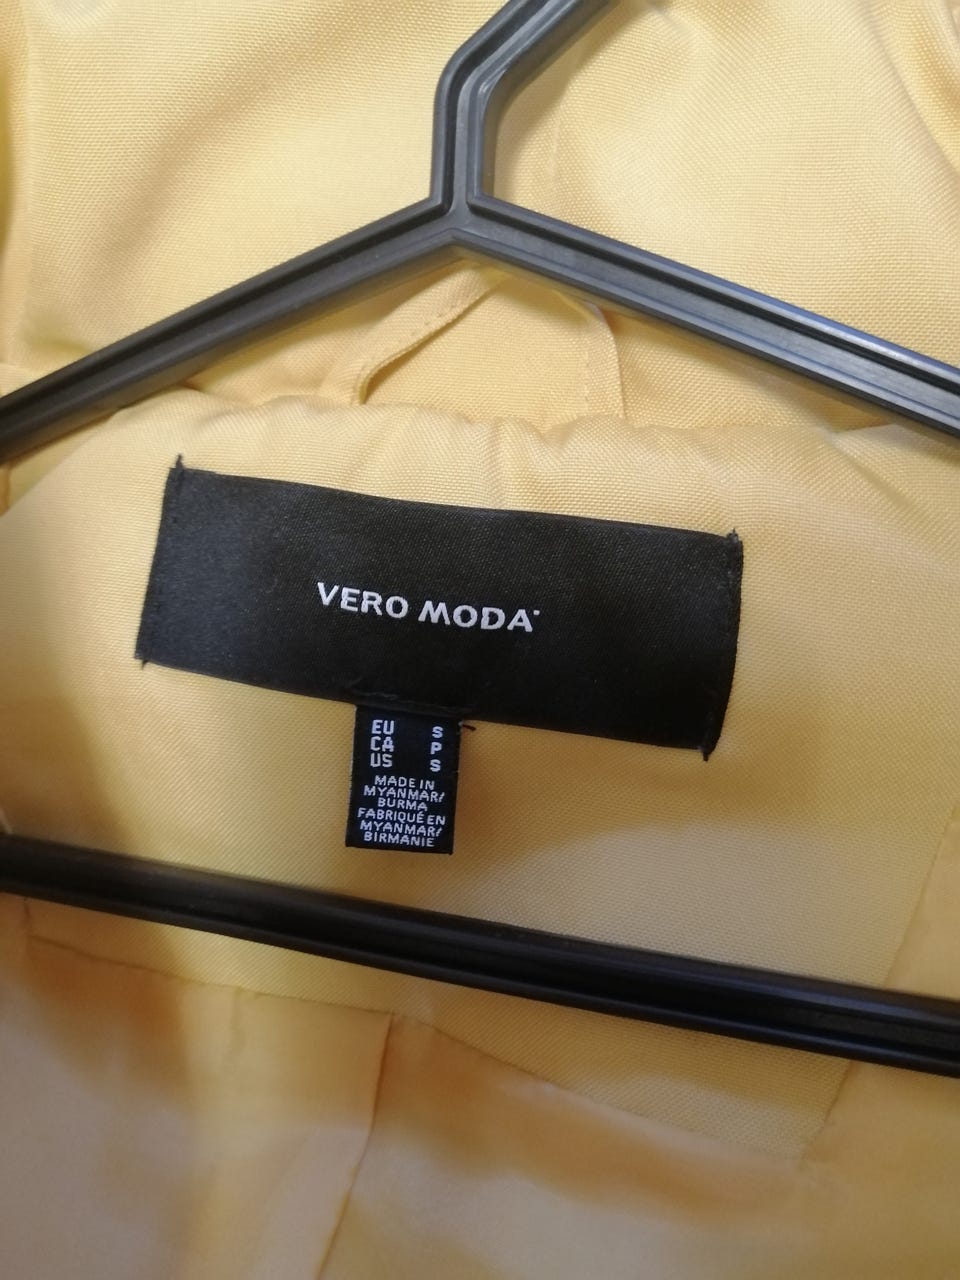 VERO MODA
EU S
CA P
US S
MADE IN
MYANMAR/
BURMA
FABRIQUÉ EN
MYANMAR/
BIRMANIE